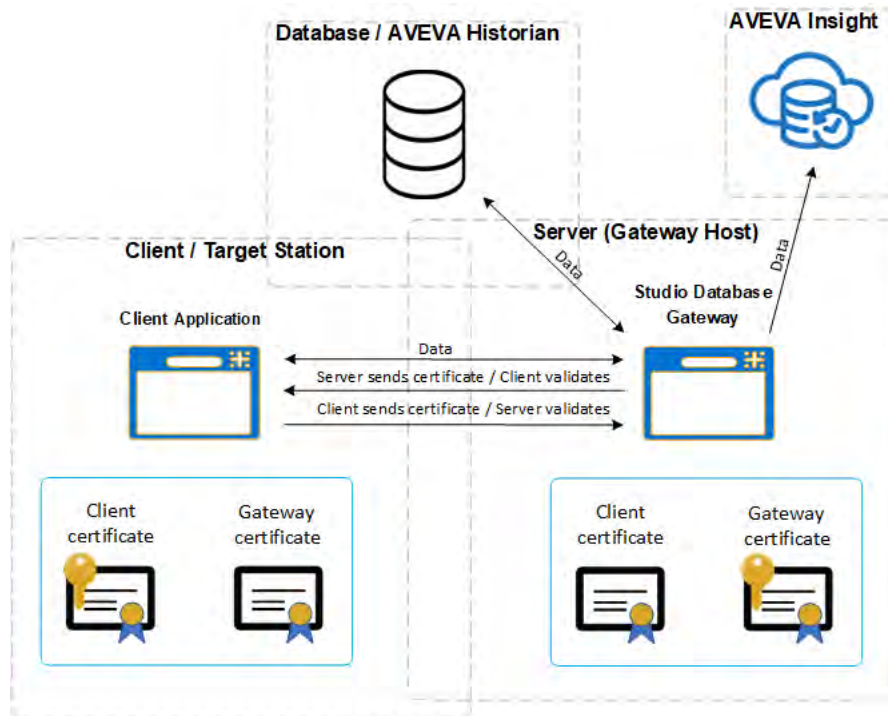 Database / AVEVA Historian
AVEVA Insight
Client / Target Station
Server (Gateway Host)
Data
Data
Client Application
Studio Database
Gateway
Data
Server sends certificate / Client validates
Client sends certificate / Server validates
Client
certificate
Gateway
certificate
Client
certificate
Gateway
certificate